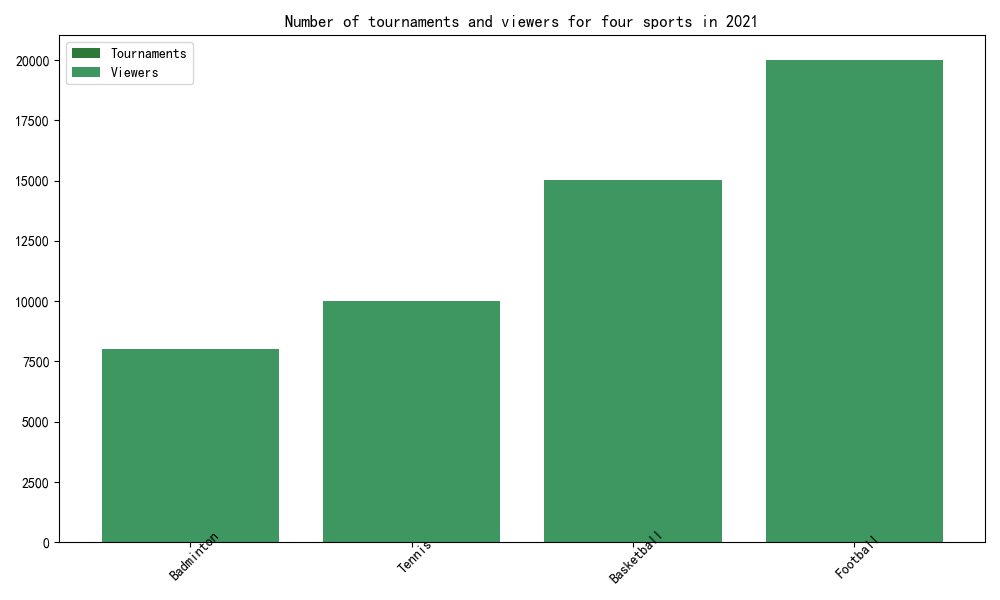 Number of tournaments and viewers for four sports in 2021
Tournaments
Viewers
20000
17500
15000
12500
10000
7500
5000
2500
0
Badminton
Tennis
Basketball
Football